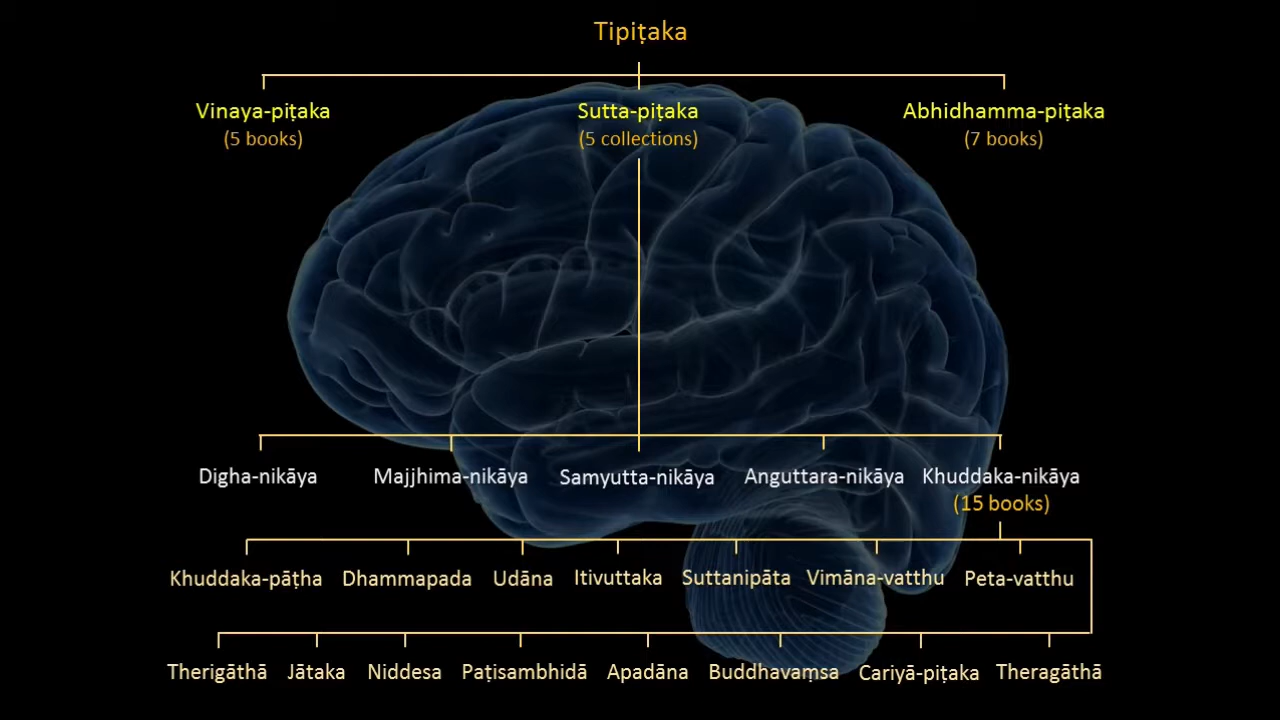 Tipiṭaka
Vinaya-piṭaka Sutta-piṭaka Abhidhamma-piṭaka
(5 books) (5 collections) (7 books)
Digha-nikāya Majjhima-nikāya Samyutta-nikāya Anguttara-nikāya Khuddaka-nikāya
(15 books)
Khuddaka-pāṭha Dhammapada Udāna Itivuttaka Suttanipāta Vimāna-vatthu Peta-vatthu
Therigāthā Jātaka Niddesa Paṭisambhidā Apadāna Buddhavaṃsa Cariyā-piṭaka Theragāthā